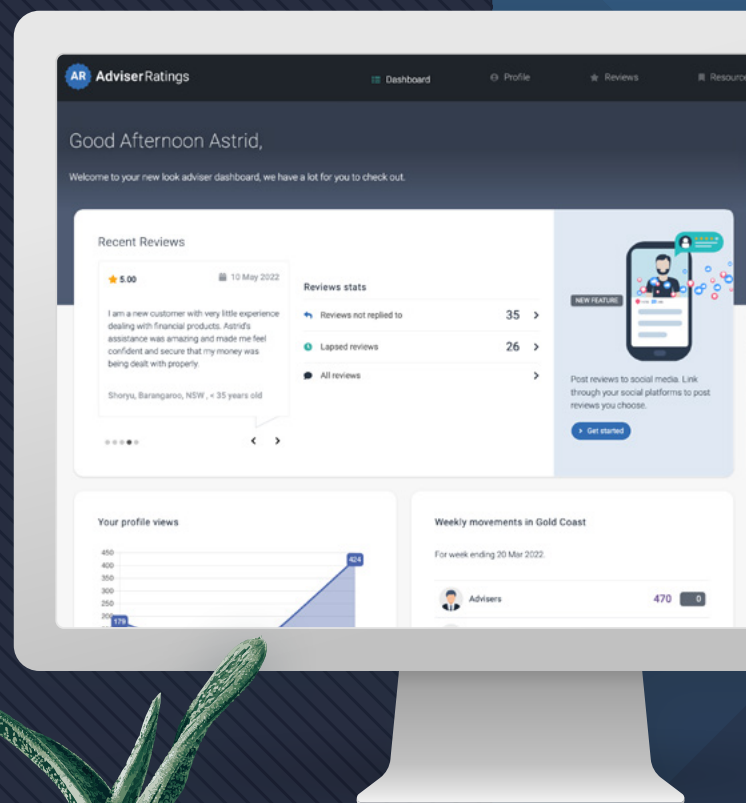 AR AdviserRatings
Dashboard
Profile
Reviews
Resource
Good Afternoon Astrid,
Welcome to your new look adviser dashboard, we have a lot for you to check out.
Recent Reviews
5.00
10 May 2022
I am a new customer with very little experience
dealing with financial products. Astrid's
assistance was amazing and made me feel
confident and secure that my money was
being dealt with properly.
Shoryu, Barangaroo, NSW , < 35 years old
Reviews stats
Reviews not replied to 35
Lapsed reviews 26
All reviews
NEW FEATURE
Post reviews to social media. Link
through your social platforms to post
reviews you choose.
Get started
Your profile views
450
400
350
300
250
200
179
424
Weekly movements in Gold Coast
For week ending 20 Mar 2022.
Advisers 470 0